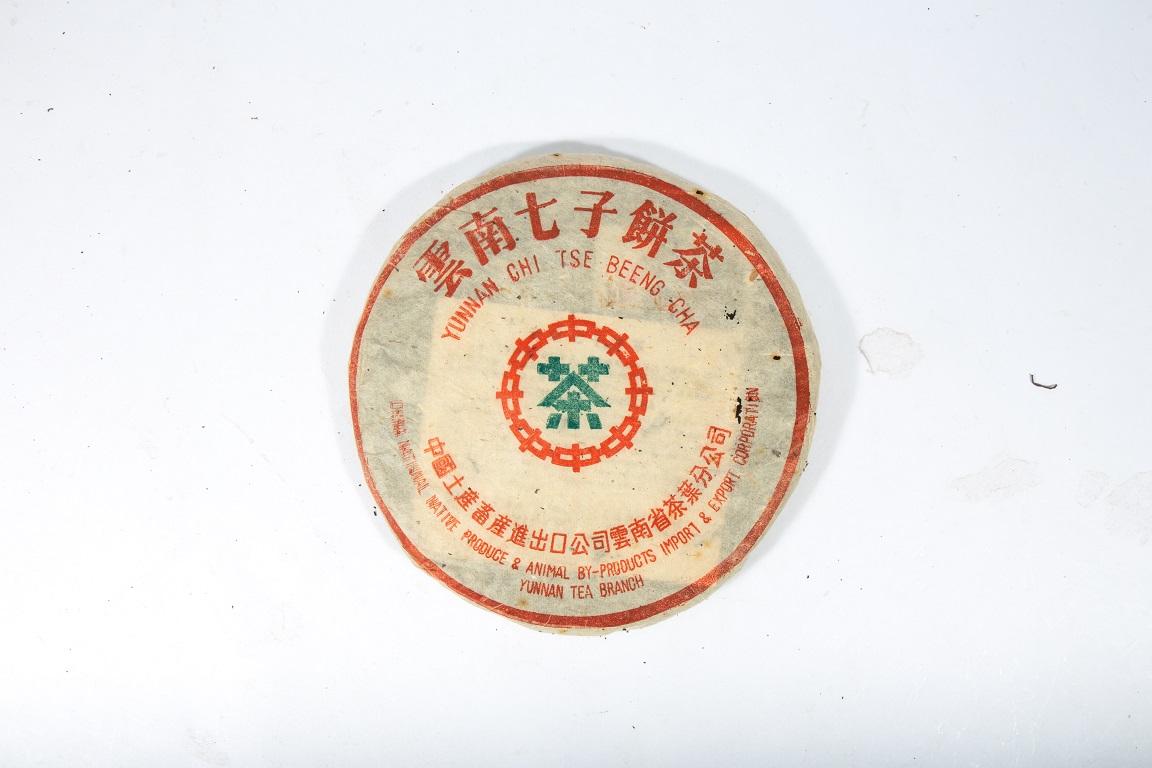 雲南七子餅茶
YUNNAN CHI TSE BEENG CHA
茶
中國土産畜産進出口公司雲南省茶葉分公司
CHINA NATIONAL NATIVE PRODUCE & ANIMAL BY-PRODUCTS IMPORT & EXPORT CORPORATION
YUNNAN TEA BRANCH